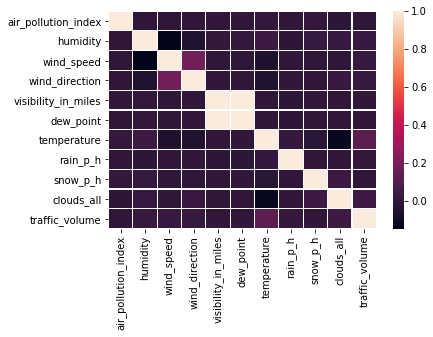 air_pollution_index
humidity
wind_speed
wind_direction
visibility_in_miles
dew_point
temperature
rain_p_h
snow_p_h
clouds_all
traffic_volume
air_pollution_index
humidity
wind_speed
wind_direction
visibility_in_miles
dew_point
temperature
rain_p_h
snow_p_h
clouds_all
traffic_volume
1.0
0.8
0.6
0.4
0.2
0.0